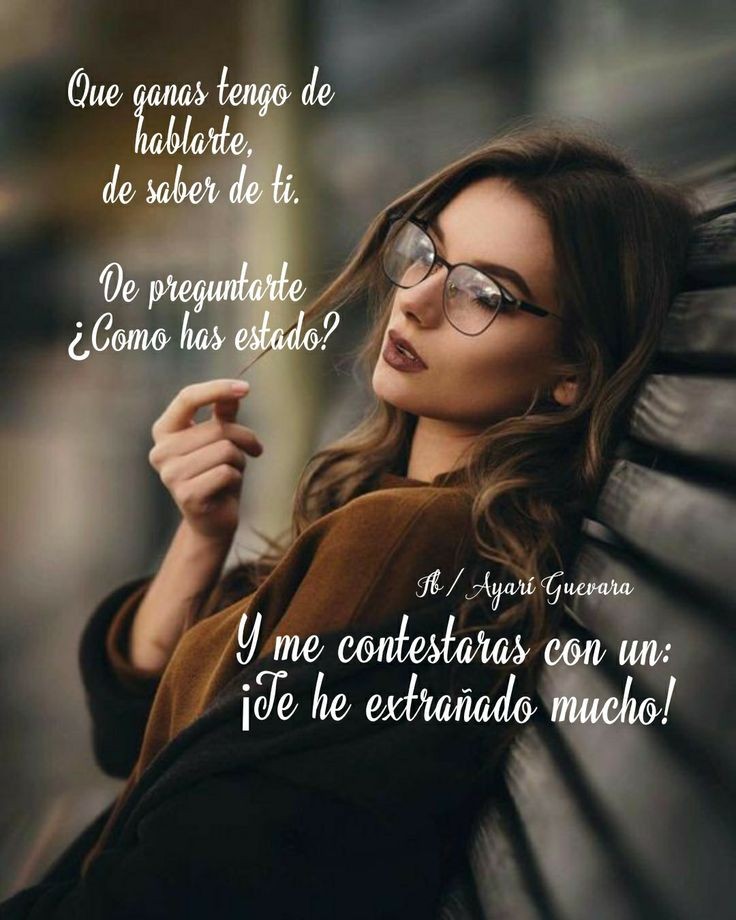 Que ganas tengo de
hablarte,
de saber de ti.
De preguntarte
¿Como has estado?
fb / Ayarí Guevara
Y me contestaras con un:
¡Te he extrañado mucho!